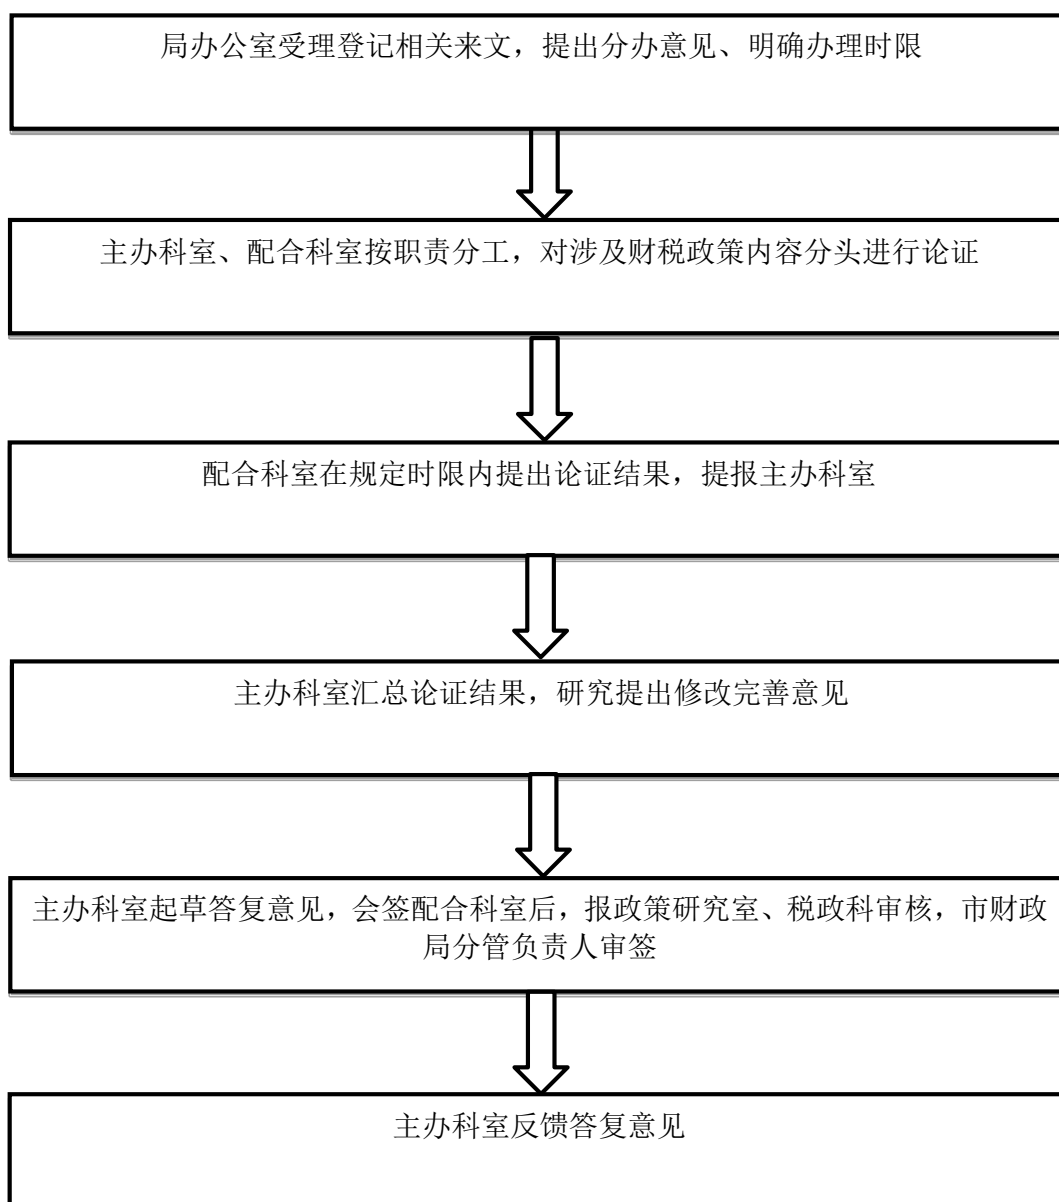 局办公室受理登记相关来文，提出分办意见、明确办理时限
主办科室、配合科室按职责分工，对涉及财税政策内容分头进行论证
配合科室在规定时限内提出论证结果，提报主办科室
主办科室汇总论证结果，研究提出修改完善意见
主办科室起草答复意见，会签配合科室后，报政策研究室、税政科审核，市财政
局分管负责人审签
主办科室反馈答复意见